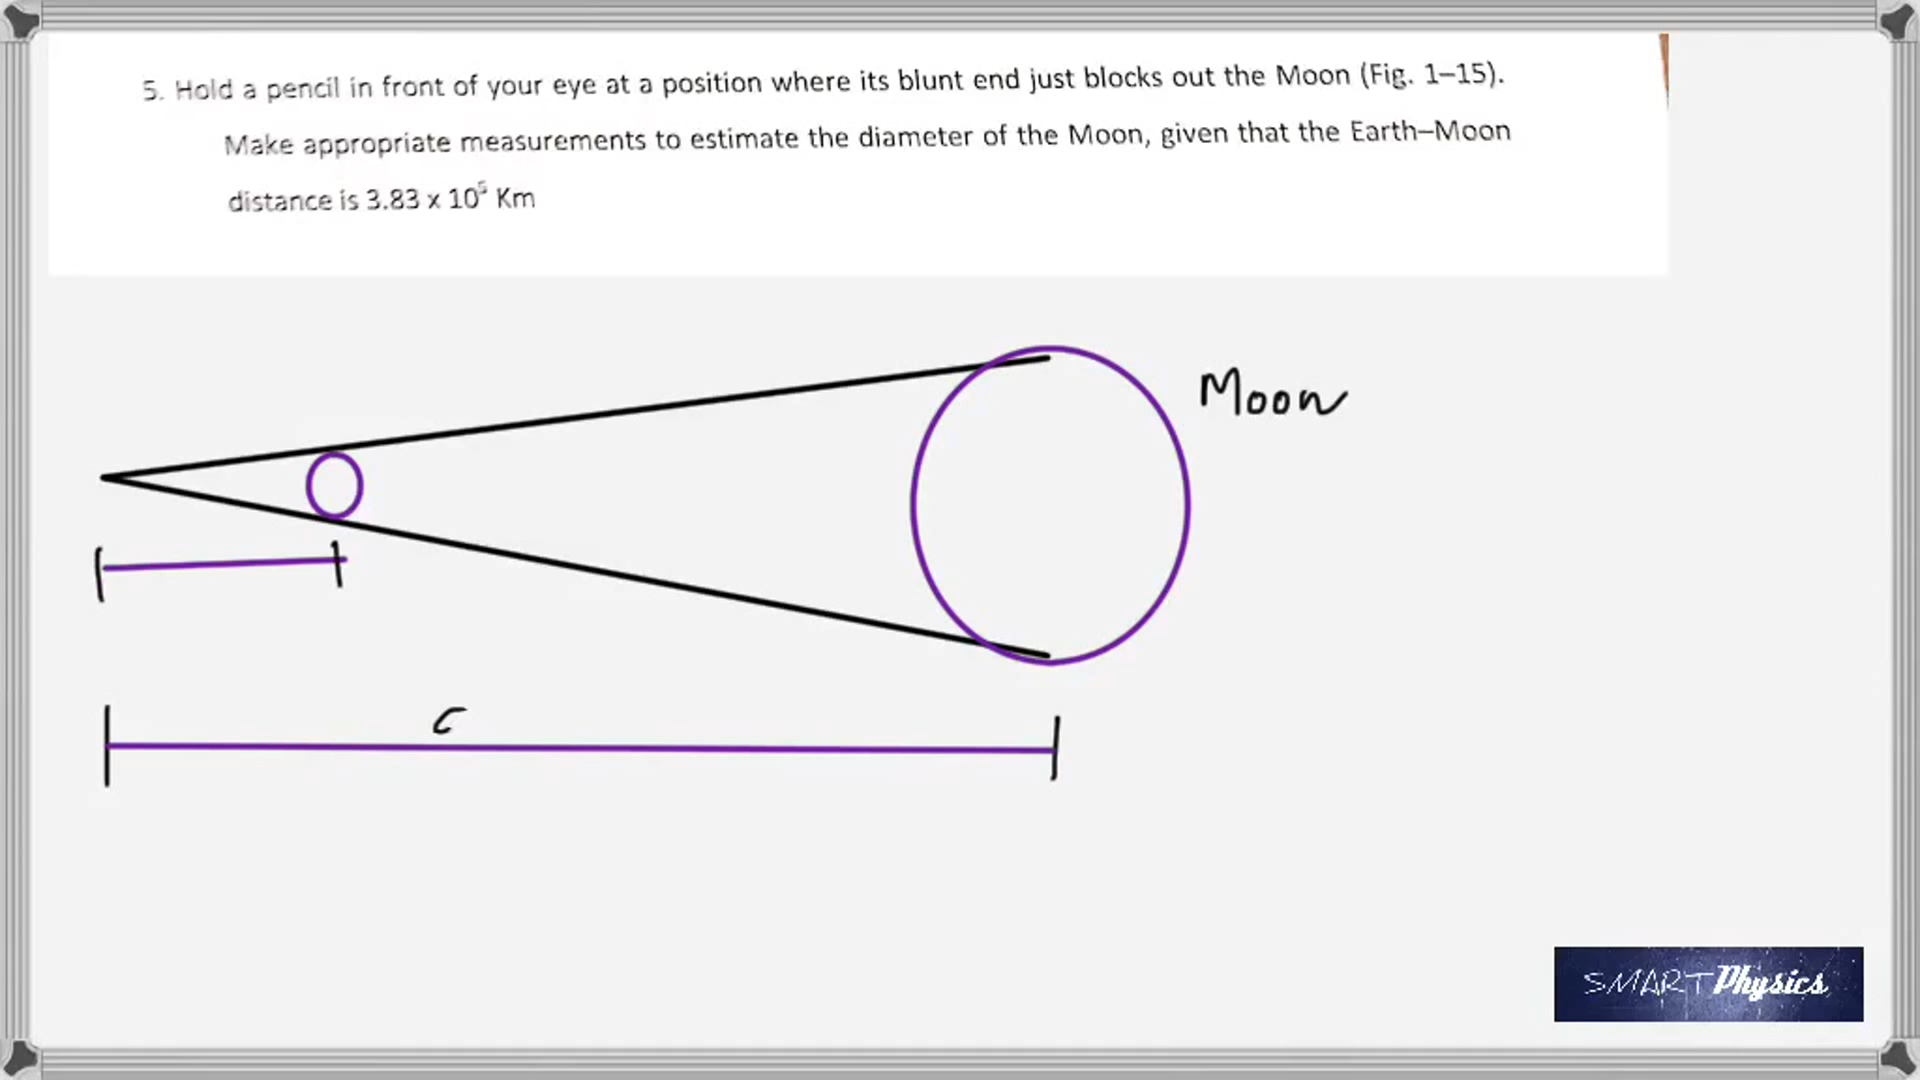 5. Hold a pencil in front of your eye at a position where its blunt end just blocks out the Moon (Fig. 1–15).
Make appropriate measurements to estimate the diameter of the Moon, given that the Earth–Moon
distance is 3.83 x 10⁵ Km
Moon
SMART Physics